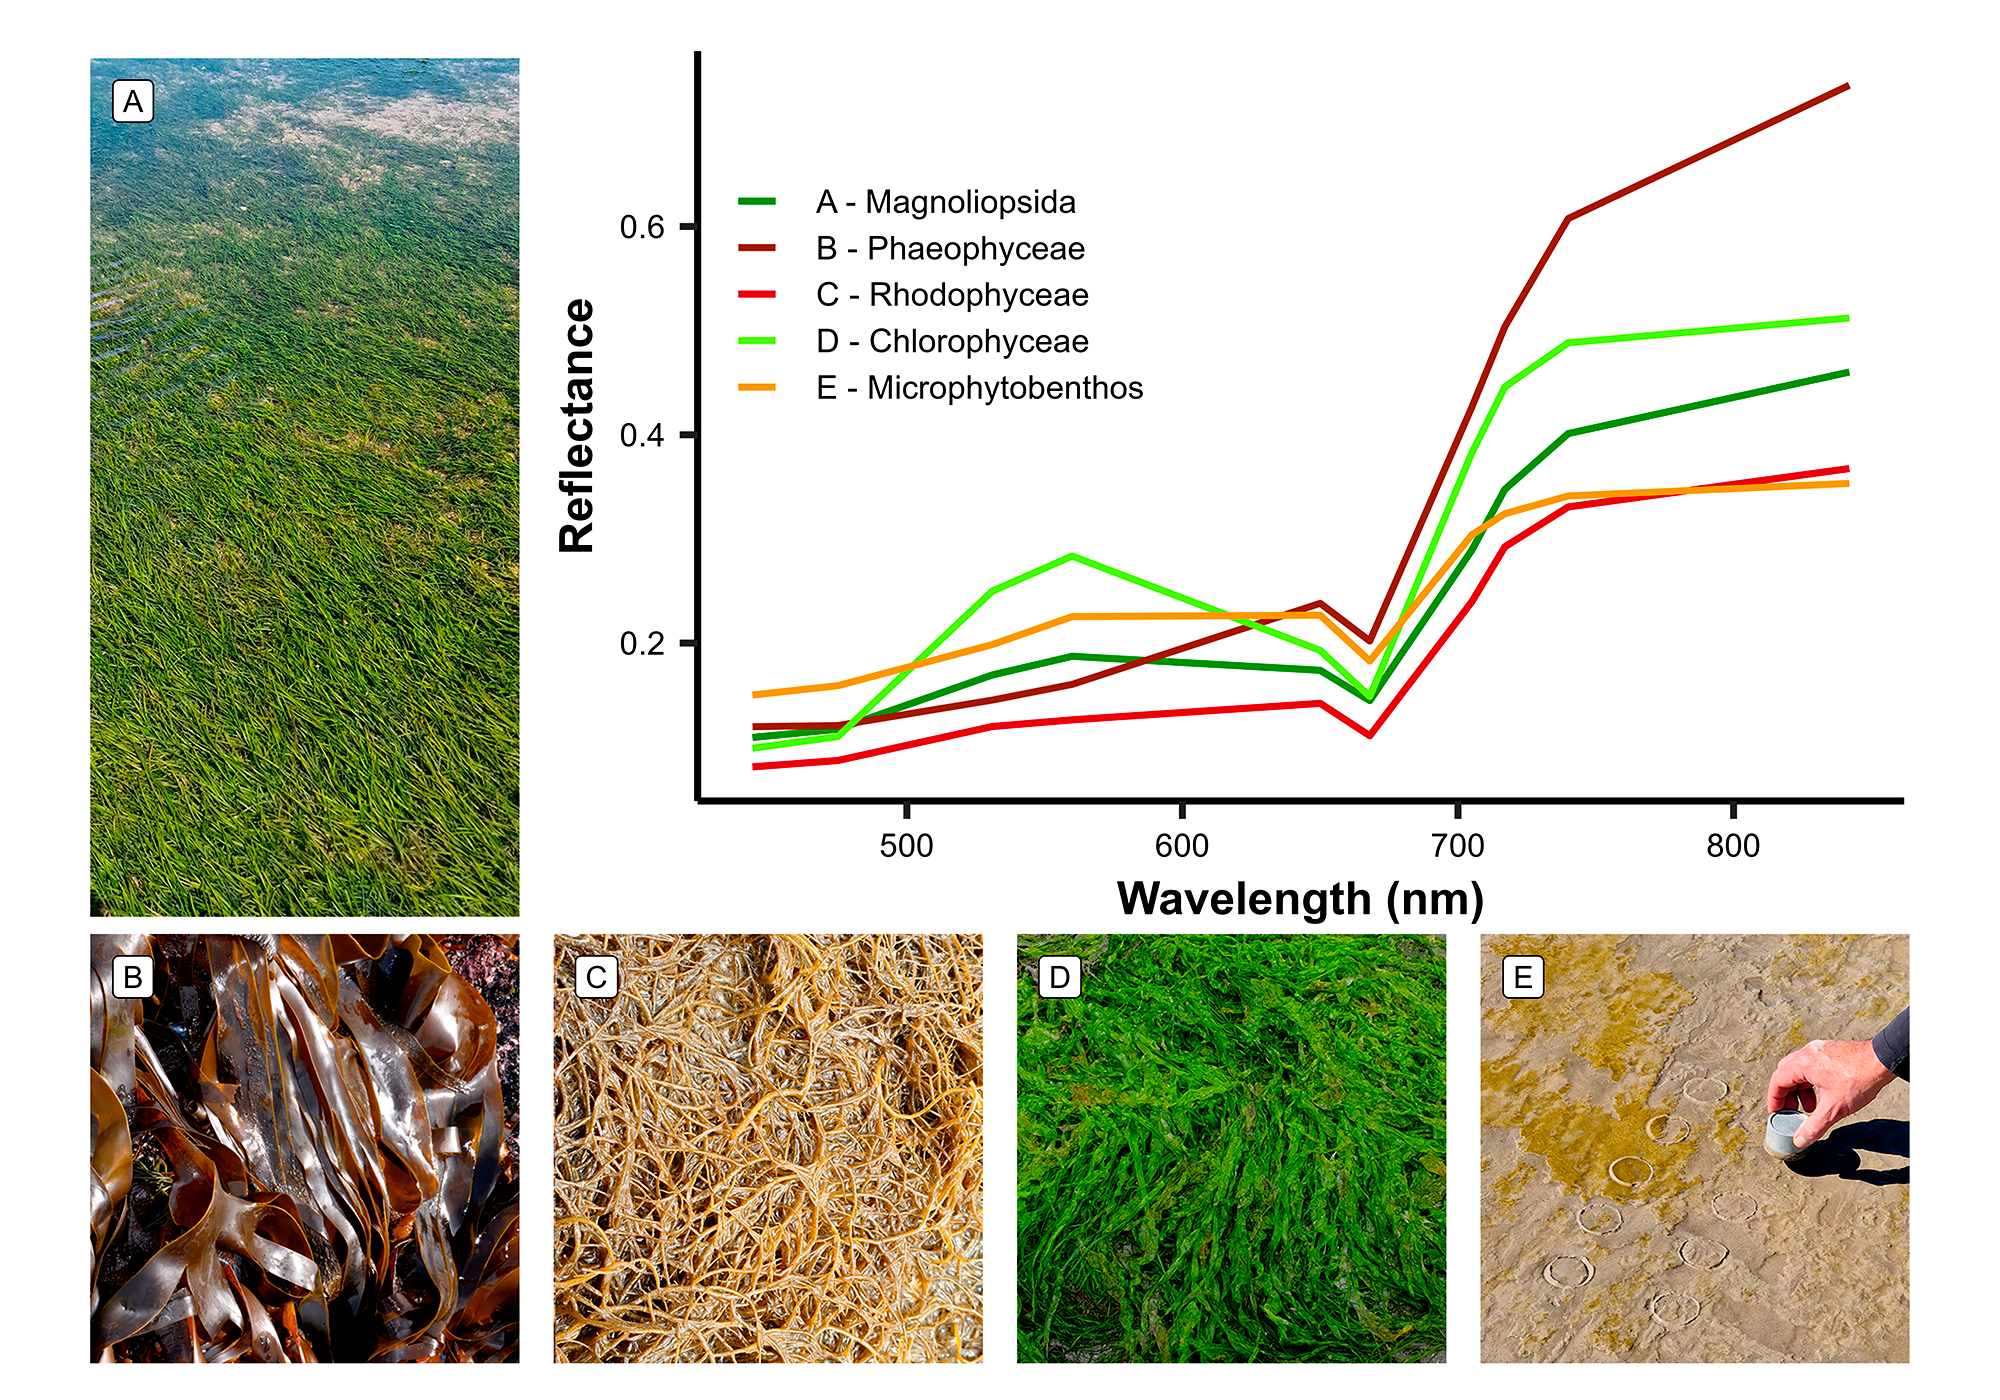 A
A - Magnoliopsida
B - Phaeophyceae
C - Rhodophyceae
D - Chlorophyceae
E - Microphytobenthos
Reflectance
0.6
0.4
0.2
500 600 700 800
Wavelength (nm)
B
C
D
E